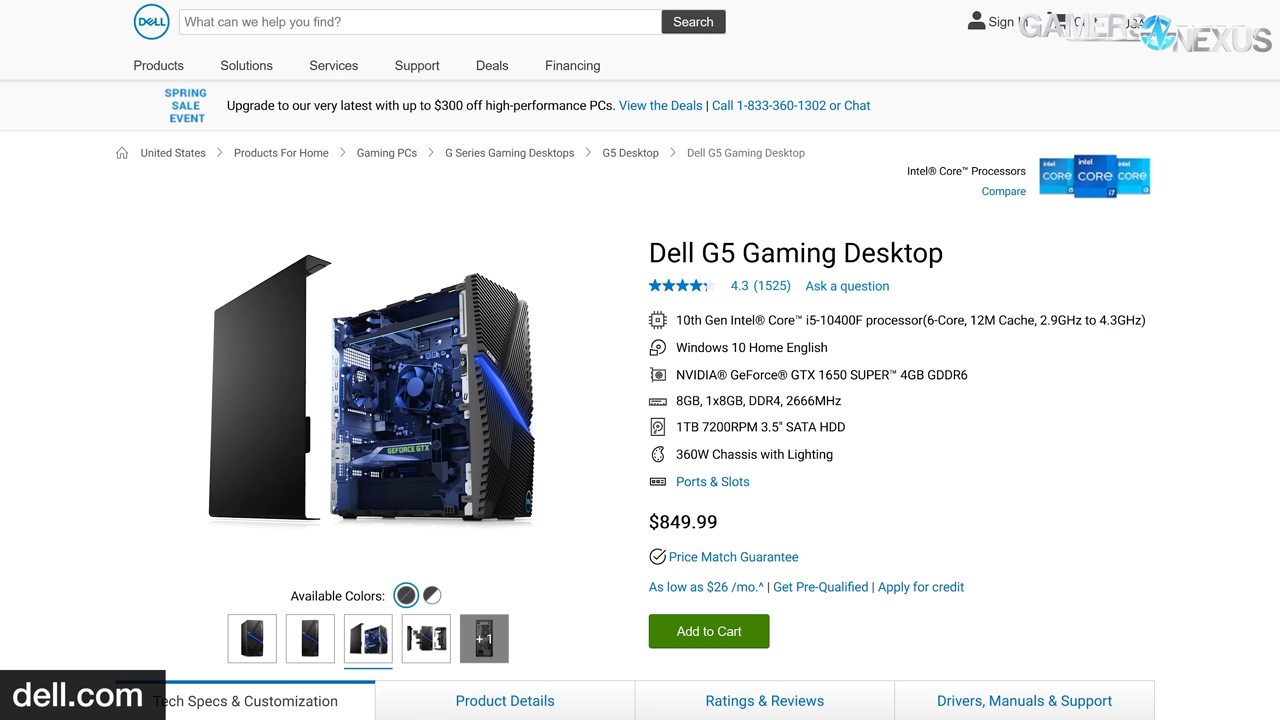 DELL
What can we help you find?
Search
Sign In
GAMERS NEXUS
Products
Solutions
Services
Support
Deals
Financing
SPRING
SALE
EVENT
Upgrade to our very latest with up to $300 off high-performance PCs. View the Deals | Call 1-833-360-1302 or Chat
United States > Products For Home > Gaming PCs > G Series Gaming Desktops > G5 Desktop > Dell G5 Gaming Desktop
Intel® Core™ Processors
Compare
intel CORE i5
intel CORE i7
intel CORE i3
Dell G5 Gaming Desktop
4.3 (1525) Ask a question
10th Gen Intel® Core™ i5-10400F processor(6-Core, 12M Cache, 2.9GHz to 4.3GHz)
Windows 10 Home English
NVIDIA® GeForce® GTX 1650 SUPER™ 4GB GDDR6
8GB, 1x8GB, DDR4, 2666MHz
1TB 7200RPM 3.5" SATA HDD
360W Chassis with Lighting
Ports & Slots
GEFORCE GTX
$849.99
Price Match Guarantee
As low as $26 /mo.^ | Get Pre-Qualified | Apply for credit
Available Colors:
Add to Cart
+1
dell.com
Tech Specs & Customization
Product Details
Ratings & Reviews
Drivers, Manuals & Support